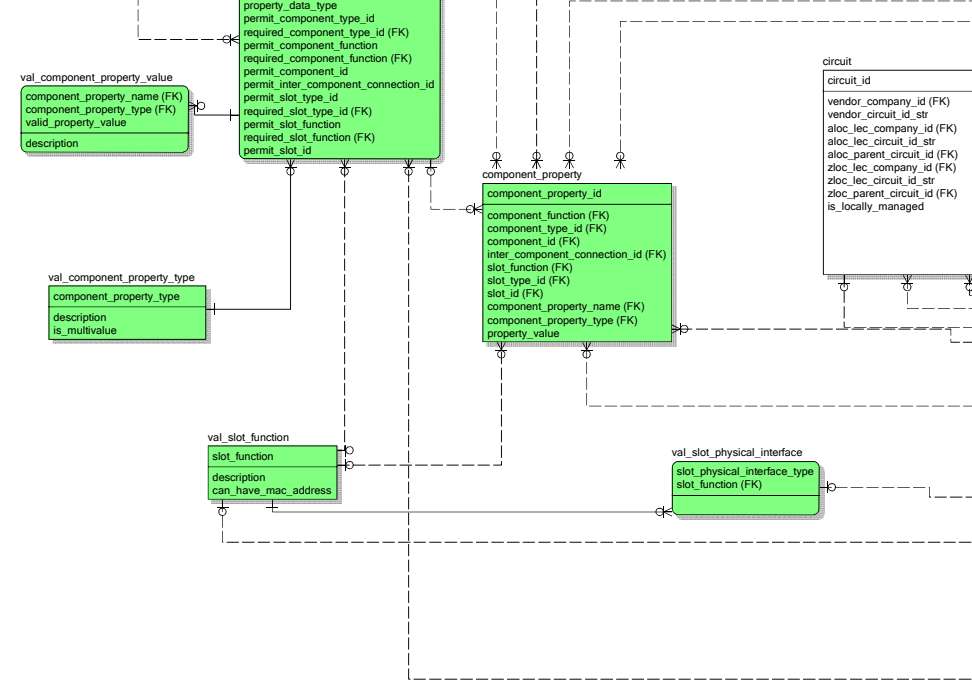 property_data_type
permit_component_type_id
required_component_type_id (FK)
permit_component_function
required_component_function (FK)
permit_component_id
permit_inter_component_connection_id
permit_slot_type_id
required_slot_type_id (FK)
permit_slot_function
required_slot_function (FK)
permit_slot_id
val_component_property_value
component_property_name (FK)
component_property_type (FK)
valid_property_value
description
circuit
circuit_id
vendor_company_id (FK)
vendor_circuit_id_str
aloc_lec_company_id (FK)
aloc_lec_circuit_id_str
aloc_parent_circuit_id (FK)
zloc_lec_company_id (FK)
zloc_lec_circuit_id_str
zloc_parent_circuit_id (FK)
is_locally_managed
component_property
component_property_id
component_function (FK)
component_type_id (FK)
component_id (FK)
inter_component_connection_id (FK)
slot_function (FK)
slot_type_id (FK)
slot_id (FK)
component_property_name (FK)
component_property_type (FK)
property_value
val_component_property_type
component_property_type
description
is_multivalue
val_slot_function
slot_function
description
can_have_mac_address
val_slot_physical_interface
slot_physical_interface_type
slot_function (FK)